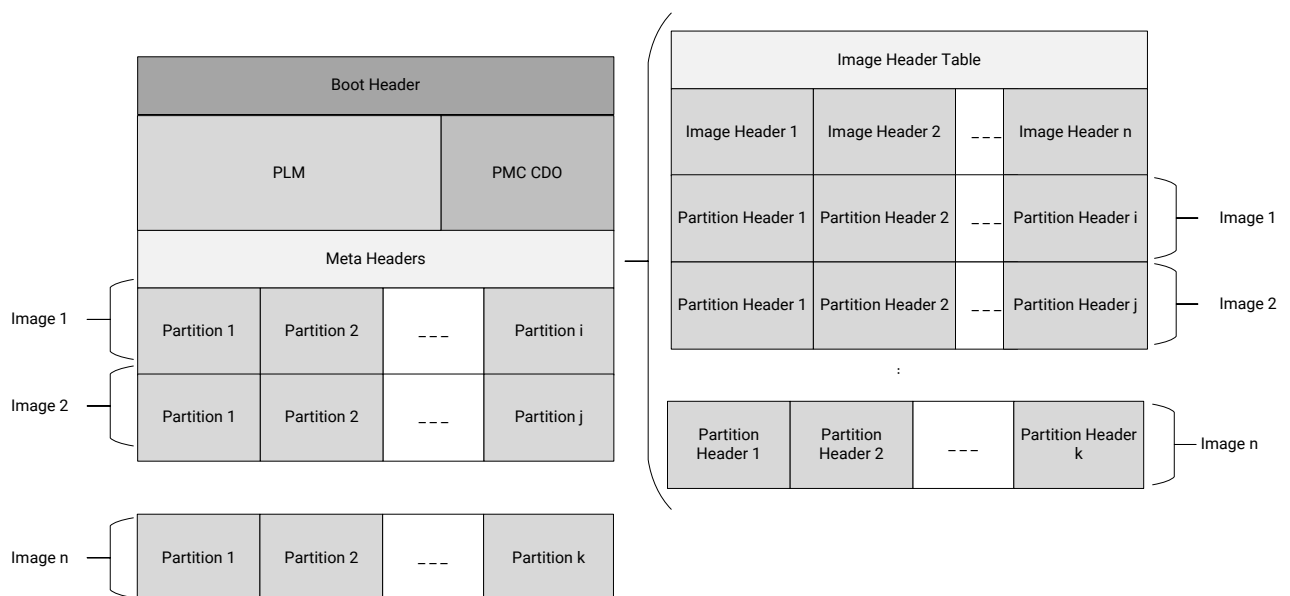 Boot Header
PLM
PMC CDO
Meta Headers
Image 1
Partition 1
Partition 2
---
Partition i
Image 2
Partition 1
Partition 2
---
Partition j
Image n
Partition 1
Partition 2
---
Partition k
Image Header Table
Image Header 1
Image Header 2
---
Image Header n
Partition Header 1
Partition Header 2
---
Partition Header i
Image 1
Partition Header 1
Partition Header 2
---
Partition Header j
Image 2
:
Partition
Header 1
Partition
Header 2
---
Partition Header
k
Image n